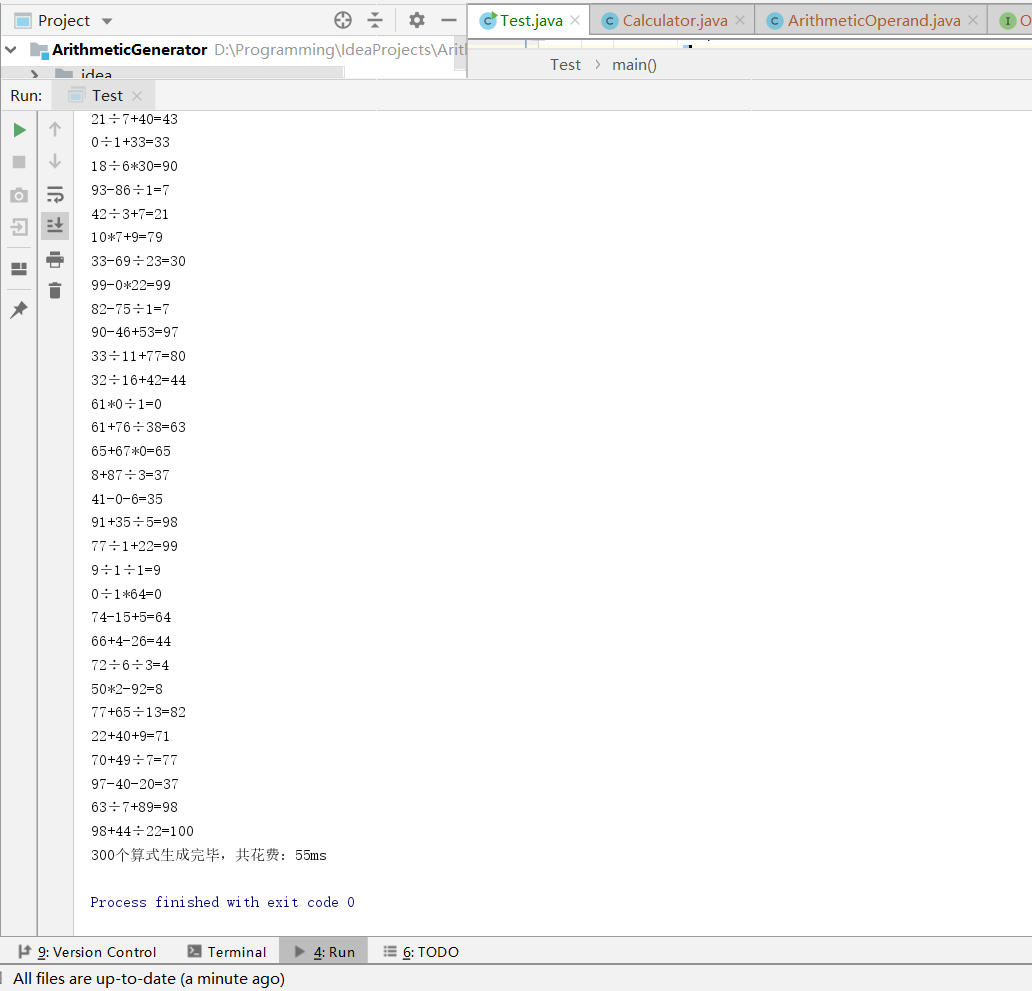 Project
Test.java
Calculator.java
ArithmeticOperand.java
ArithmeticGenerator D:\Programming\IdeaProjects\Arit
Test > main()
idea
Run: Test
21÷7+40=43
0÷1+33=33
18÷6*30=90
93-86÷1=7
42÷3+7=21
10*7+9=79
33-69÷23=30
99-0*22=99
82-75÷1=7
90-46+53=97
33÷11+77=80
32÷16+42=44
61*0÷1=0
61+76÷38=63
65+67*0=65
8+87÷3=37
41-0-6=35
91+35÷5=98
77÷1+22=99
9÷1÷1=9
0÷1*64=0
74-15+5=64
66+4-26=44
72÷6÷3=4
50*2-92=8
77+65÷13=82
22+40+9=71
70+49÷7=77
97-40-20=37
63÷7+89=98
98+44÷22=100
300个算式生成完毕，共花费：55ms
Process finished with exit code 0
9: Version Control Terminal 4: Run 6: TODO
All files are up-to-date (a minute ago)